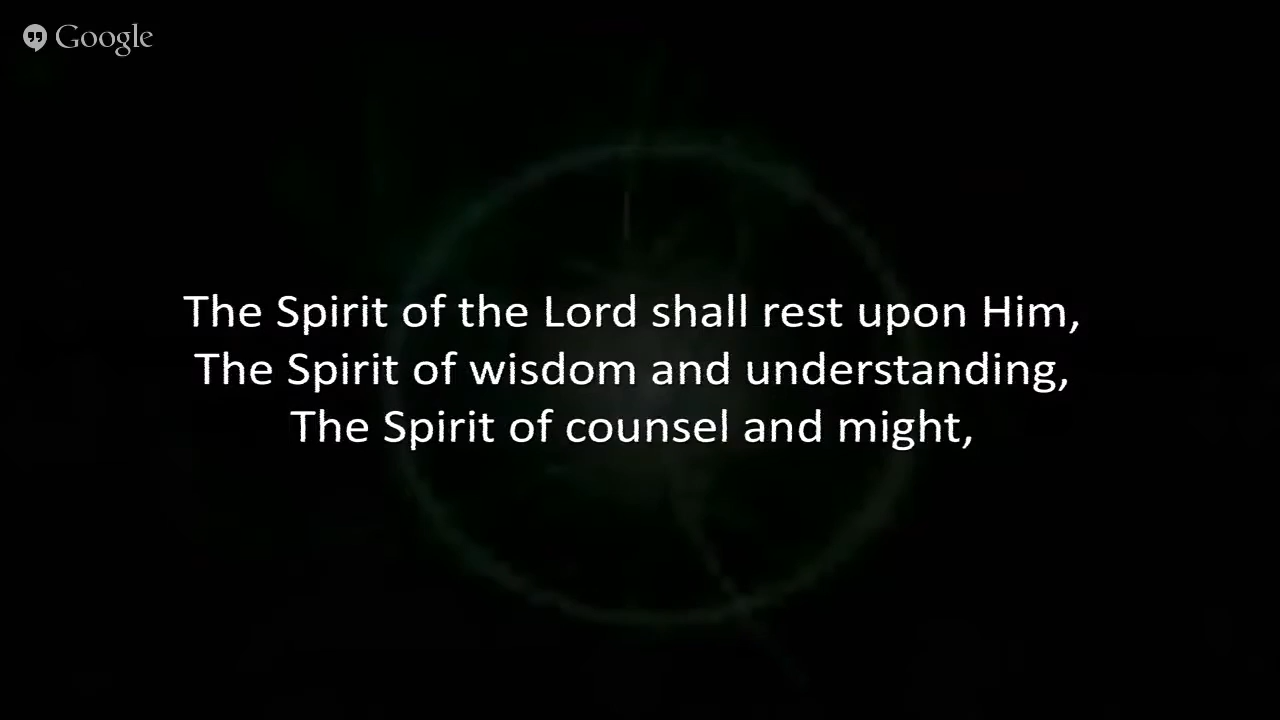 Google
The Spirit of the Lord shall rest upon Him,
The Spirit of wisdom and understanding,
The Spirit of counsel and might,